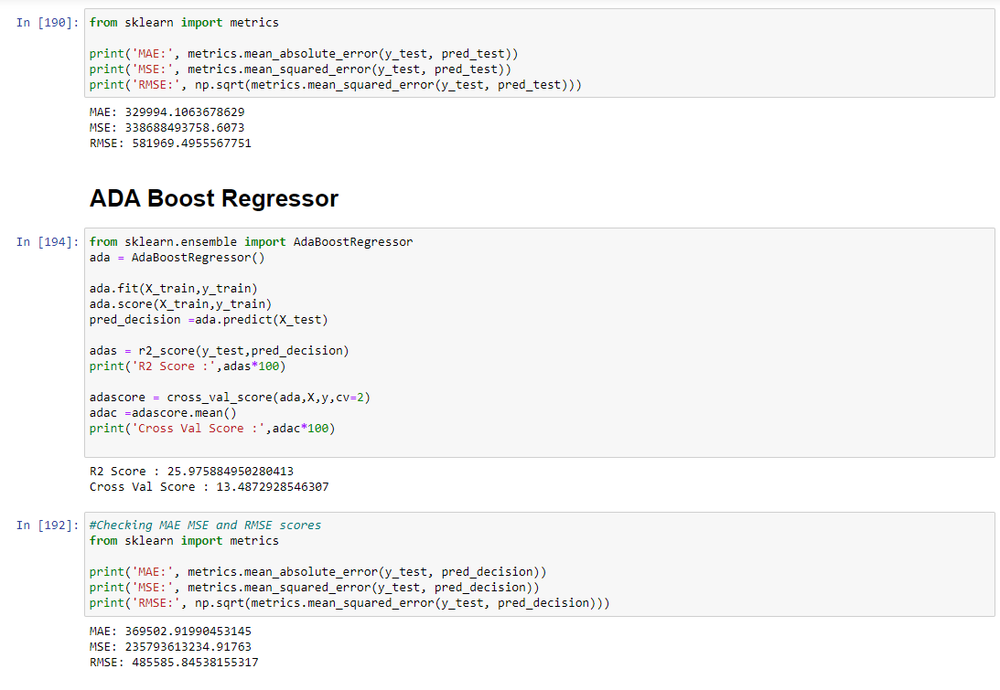 In [190]: from sklearn import metrics
print('MAE:', metrics.mean_absolute_error(y_test, pred_test))
print('MSE:', metrics.mean_squared_error(y_test, pred_test))
print('RMSE:', np.sqrt(metrics.mean_squared_error(y_test, pred_test)))
MAE: 329994.1063678629
MSE: 338688493758.6073
RMSE: 581969.4955567751
ADA Boost Regressor
In [194]: from sklearn.ensemble import AdaBoostRegressor
ada = AdaBoostRegressor()
ada.fit(X_train,y_train)
ada.score(X_train,y_train)
pred_decision =ada.predict(X_test)
adas = r2_score(y_test,pred_decision)
print('R2 Score :',adas*100)
adascore = cross_val_score(ada,X,y,cv=2)
adac =adascore.mean()
print('Cross Val Score :',adac*100)
R2 Score : 25.975884950280413
Cross Val Score : 13.4872928546307
In [192]: #Checking MAE MSE and RMSE scores
from sklearn import metrics
print('MAE:', metrics.mean_absolute_error(y_test, pred_decision))
print('MSE:', metrics.mean_squared_error(y_test, pred_decision))
print('RMSE:', np.sqrt(metrics.mean_squared_error(y_test, pred_decision)))
MAE: 369502.91990453145
MSE: 235793613234.91763
RMSE: 485585.84538155317